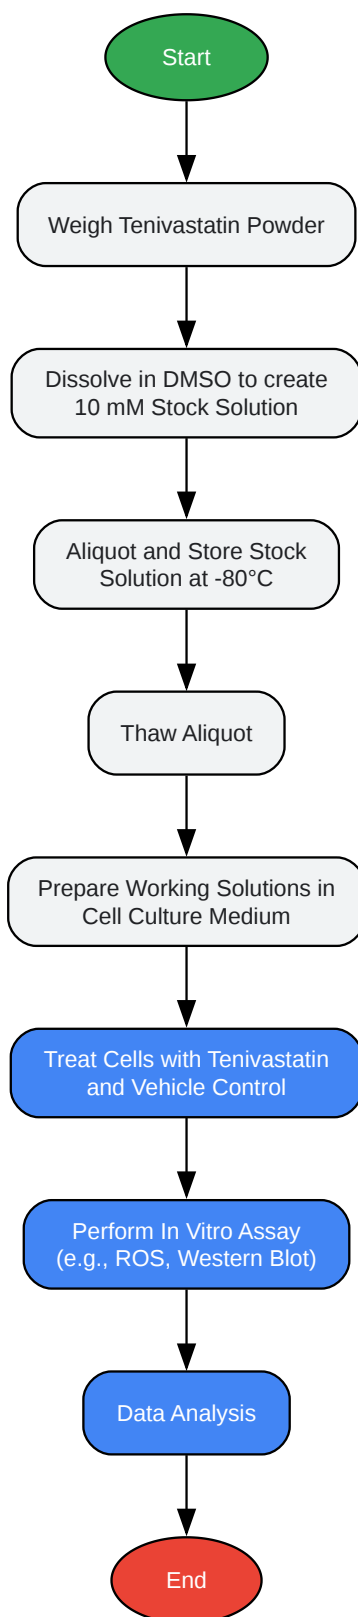 Start
Weigh Tenivastatin Powder
Dissolve in DMSO to create
10 mM Stock Solution
Aliquot and Store Stock
Solution at -80°C
Thaw Aliquot
Prepare Working Solutions in
Cell Culture Medium
Treat Cells with Tenivastatin
and Vehicle Control
Perform In Vitro Assay
(e.g., ROS, Western Blot)
Data Analysis
End